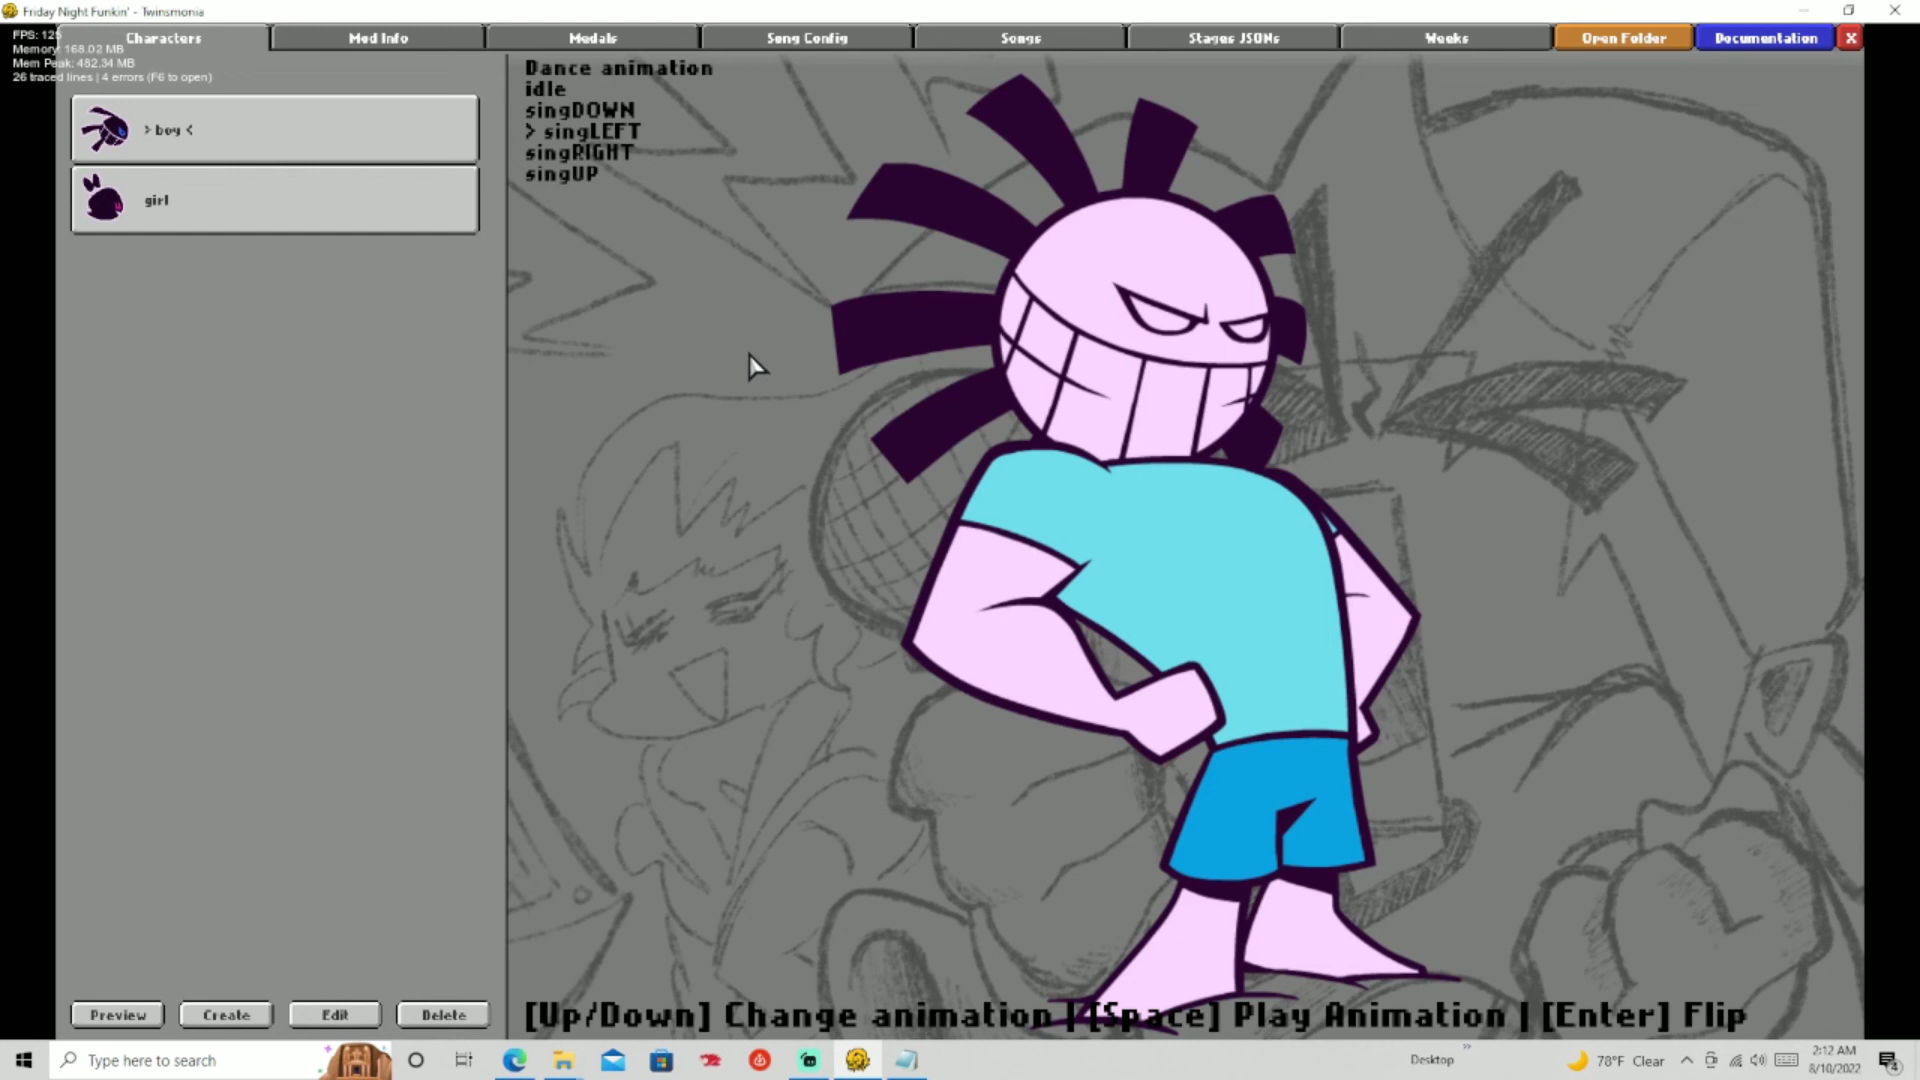 Friday Night Funkin' - Twinsmonia
FPS: 125
Memory: 168.02 MB
Mem Peak: 482.34 MB
26 traced lines | 4 errors (F6 to open)
Characters
Mod Info
Medals
Song Config
Songs
Stages JSONs
Weeks
Open Folder
Documentation
X
> boy <
girl
Dance animation
idle
singDOWN
> singLEFT
singRIGHT
singUP
Preview
Create
Edit
Delete
[Up/Down] Change animation | [Space] Play Animation | [Enter] Flip
Type here to search
Desktop
78°F Clear
2:12 AM
8/10/2022
4